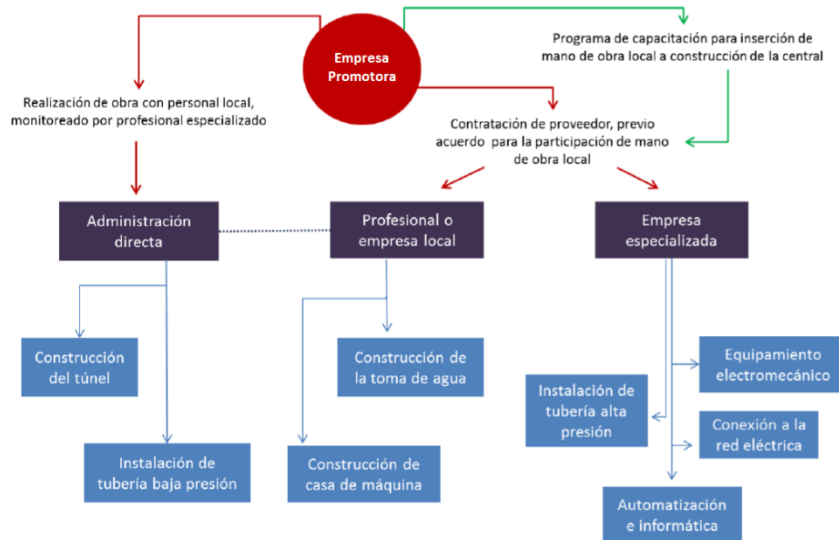 Empresa
Promotora
Programa de capacitación para inserción de
mano de obra local a construcción de la central
Realización de obra con personal local,
monitoreado por profesional especializado
Contratación de proveedor, previo
acuerdo para la participación de mano
de obra local
Administración
directa
Profesional o
empresa local
Empresa
especializada
Construcción
del túnel
Construcción de
la toma de agua
Equipamiento
electromecánico
Instalación de
tubería alta
presión
Conexión a la
red eléctrica
Instalación de
tubería baja presión
Construcción de
casa de máquina
Automatización
e informática